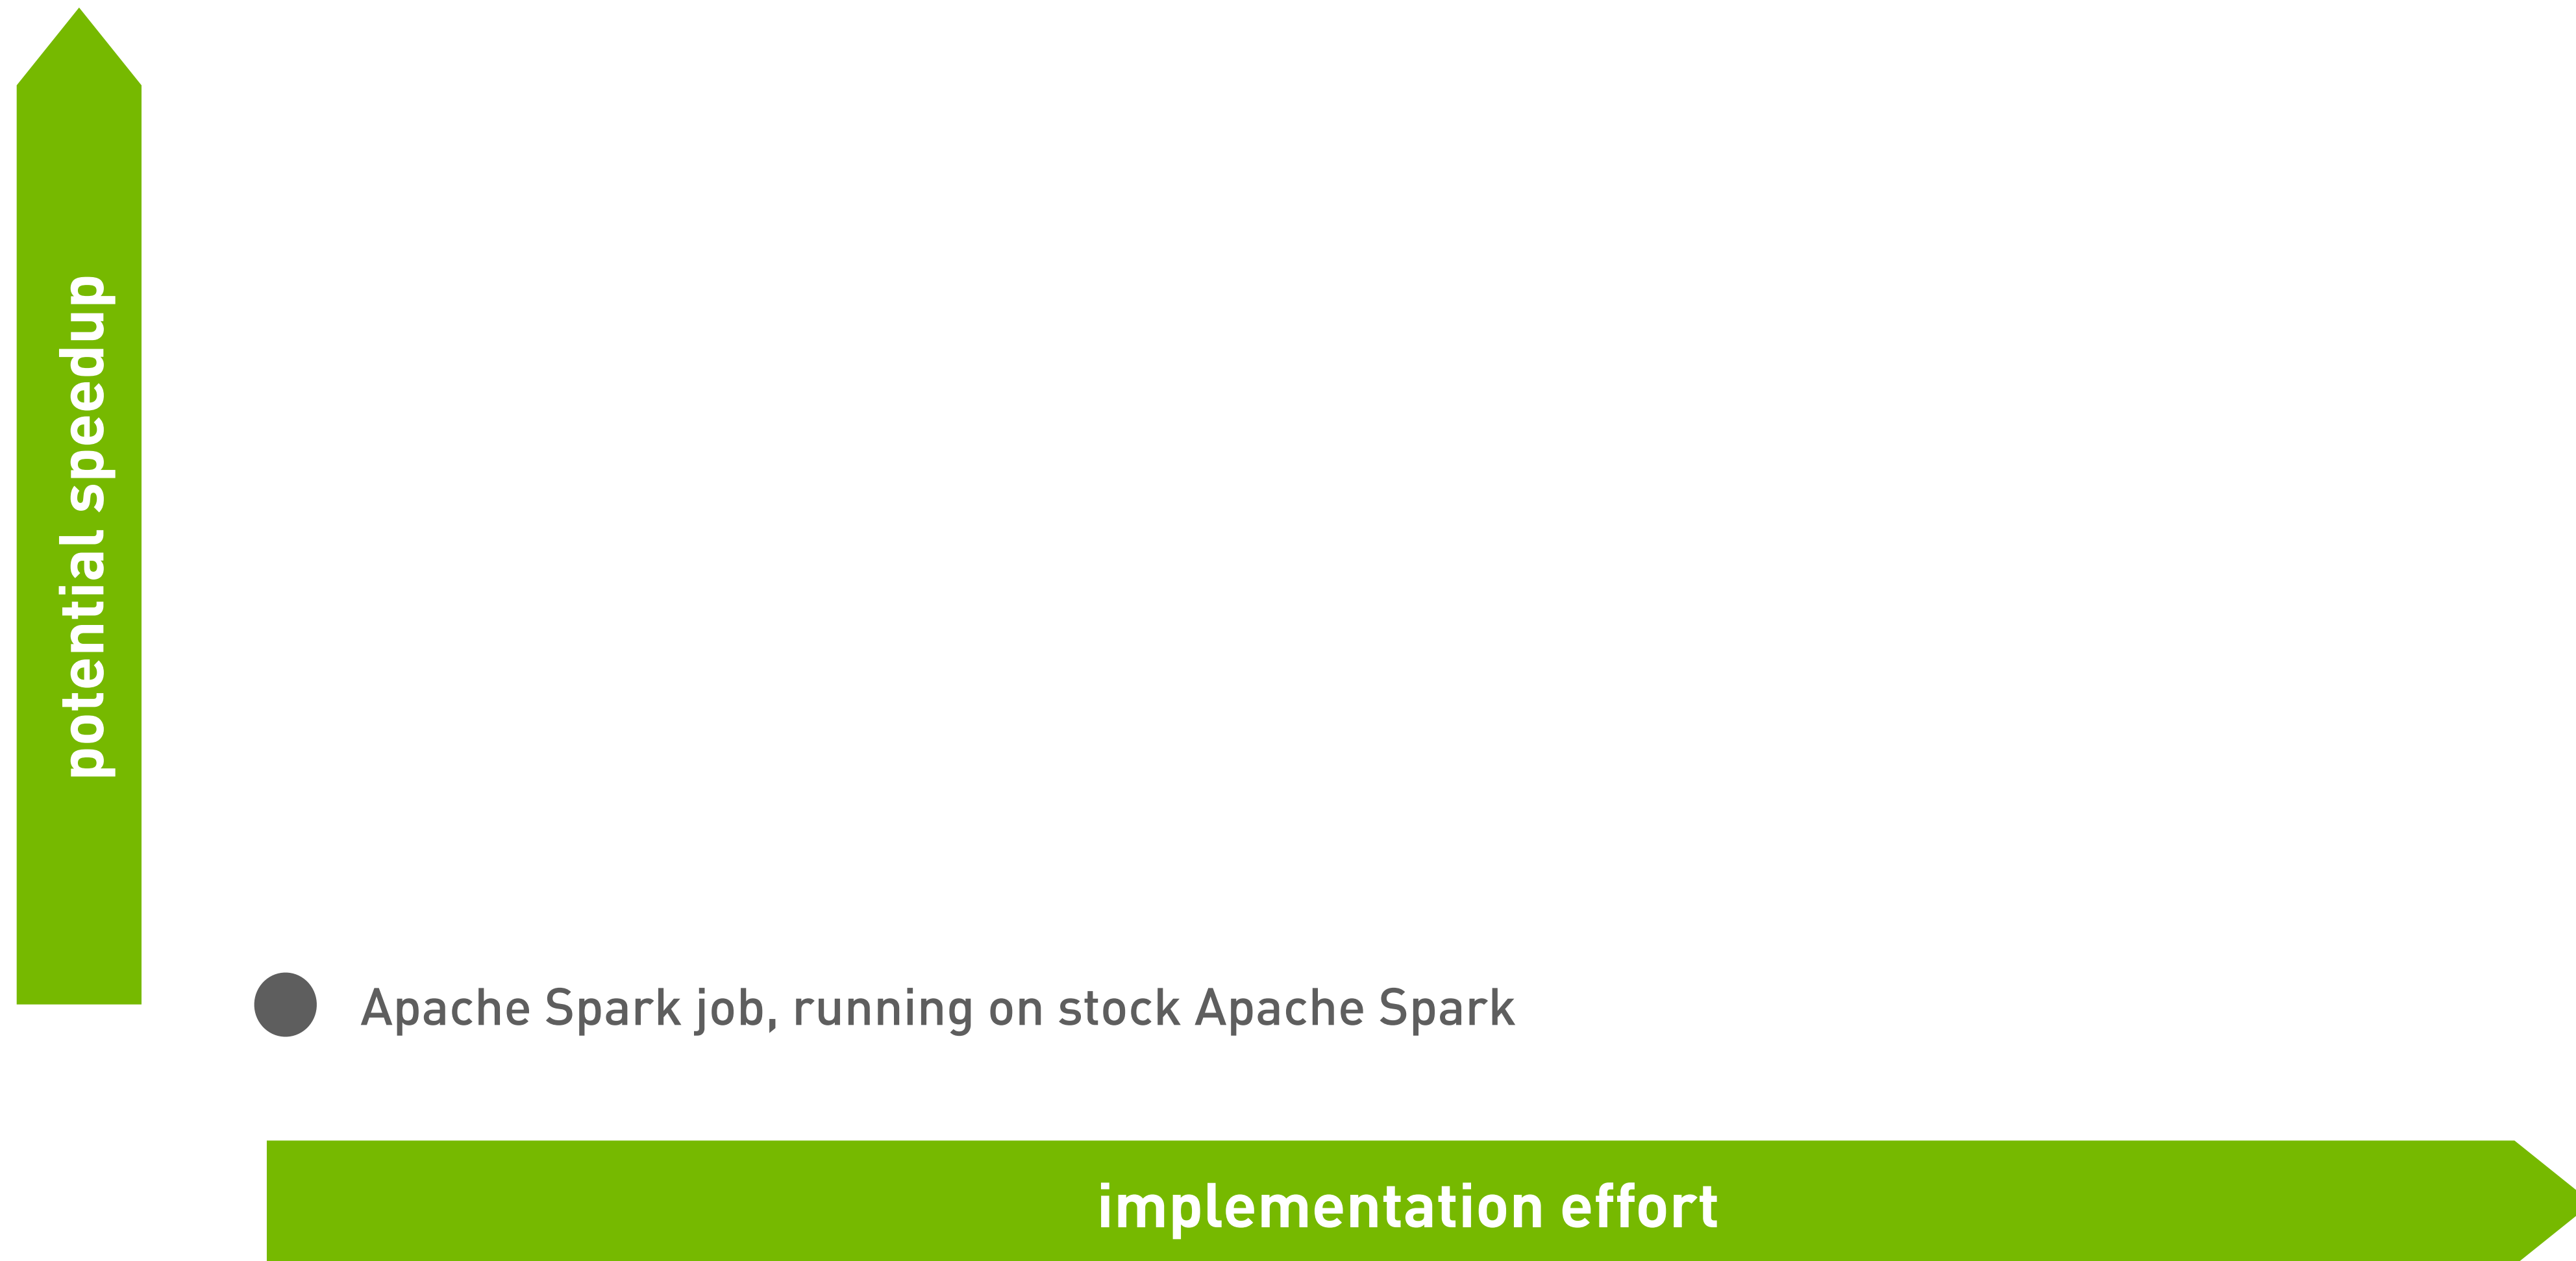 potential speedup
Apache Spark job, running on stock Apache Spark
implementation effort